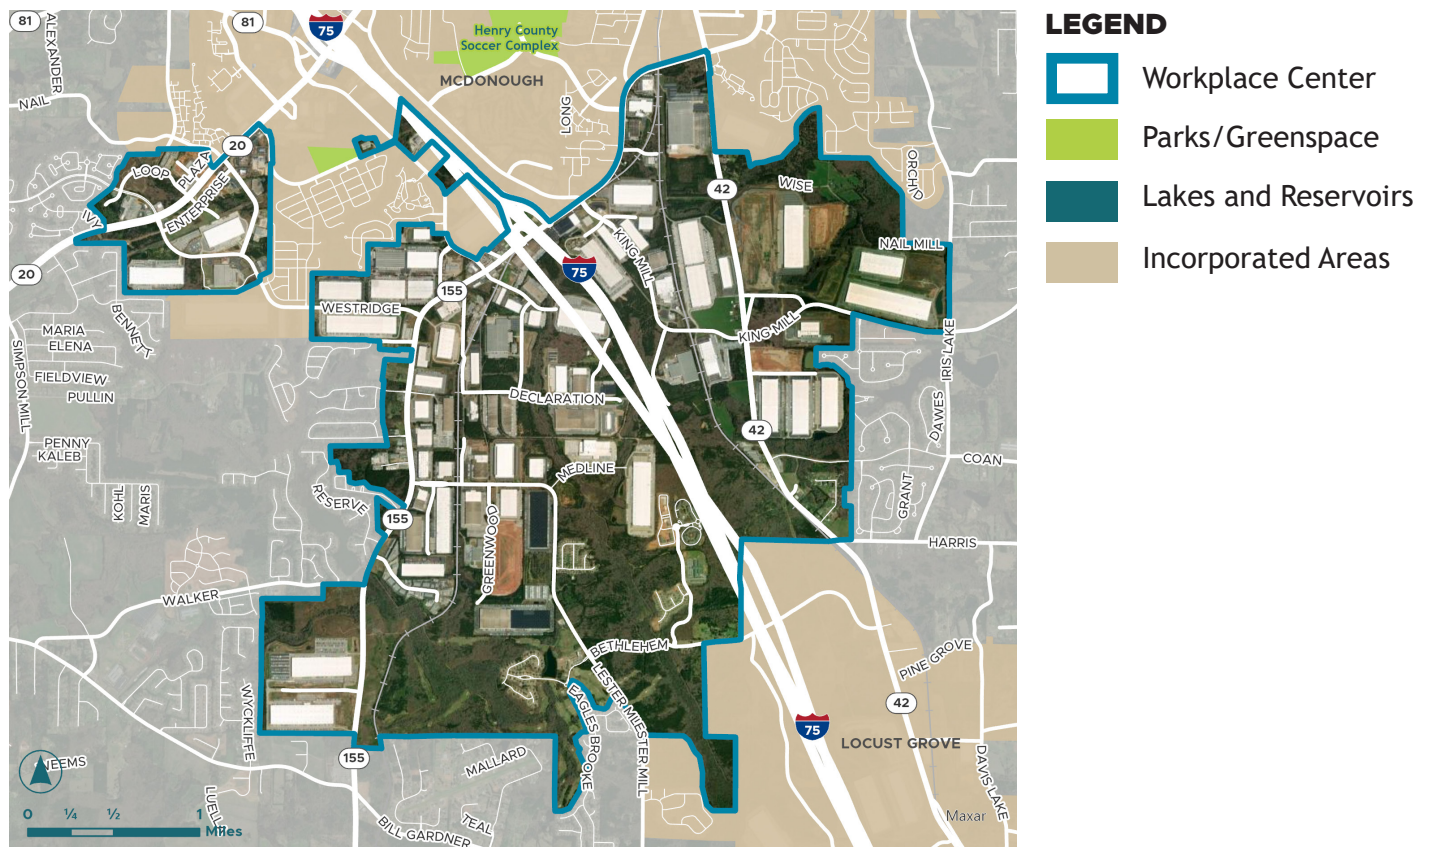 LEGEND
Workplace Center
Parks/Greenspace
Lakes and Reservoirs
Incorporated Areas
81
81
75
Henry County
Soccer Complex
MCDONOUGH
ALEXANDER
NAIL
LONG
20
LOOP
PLAZA
ENTERPRISE
IVY
20
42
WISE
ORCHID
NAIL MILL
KING MILL
75
155
WESTRIDGE
KING MILL
BENNETT
MARIA
ELENA
SIMPSON MILL
FIELDVIEW
PULLIN
IRIS LAKE
DAWES
DECLARATION
42
PENNY
KALEB
COAN
MEDLINE
KOHL
MARIS
RESERVE
GRANT
155
GREENWOOD
HARRIS
WALKER
BETHLEHEM
PINE GROVE
WYCKLIFFE
EAGLES BROOKE
LESTER MILL
LESTER MILL
42
75
LOCUST GROVE
155
MALLARD
DAVIS LAKE
NEEMS
LUELLA
TEAL
BILL GARDNER
Maxar
0 ¼ ½ 1
Miles